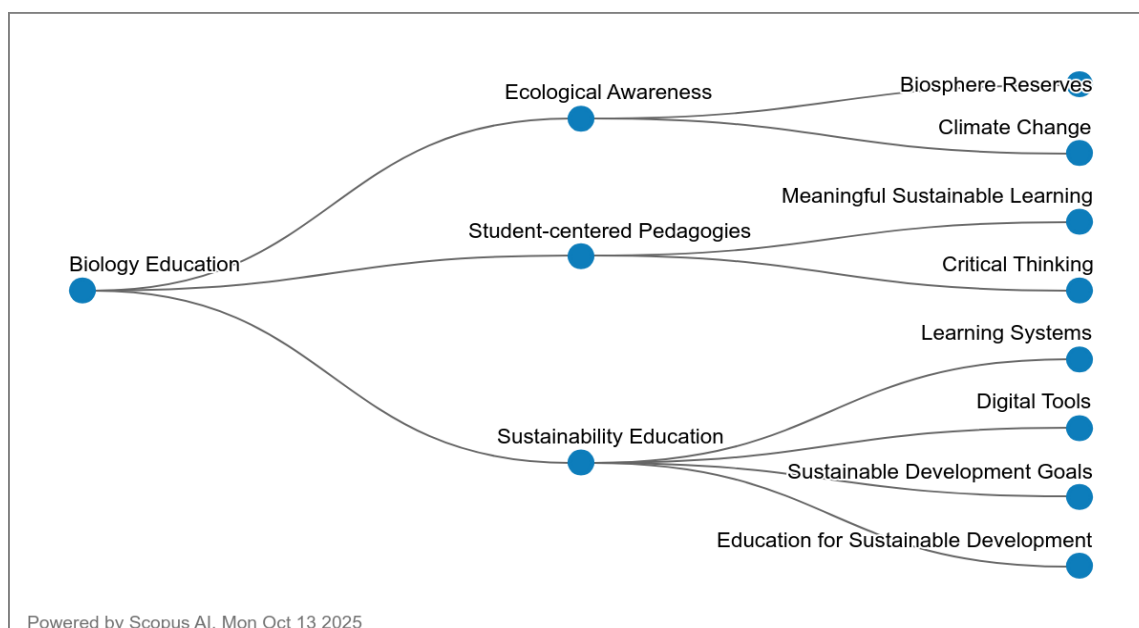 Biosphere Reserves
Ecological Awareness
Climate Change
Meaningful Sustainable Learning
Student-centered Pedagogies
Biology Education
Critical Thinking
Learning Systems
Digital Tools
Sustainability Education
Sustainable Development Goals
Education for Sustainable Development
Powered by Scopus AI, Mon Oct 13 2025